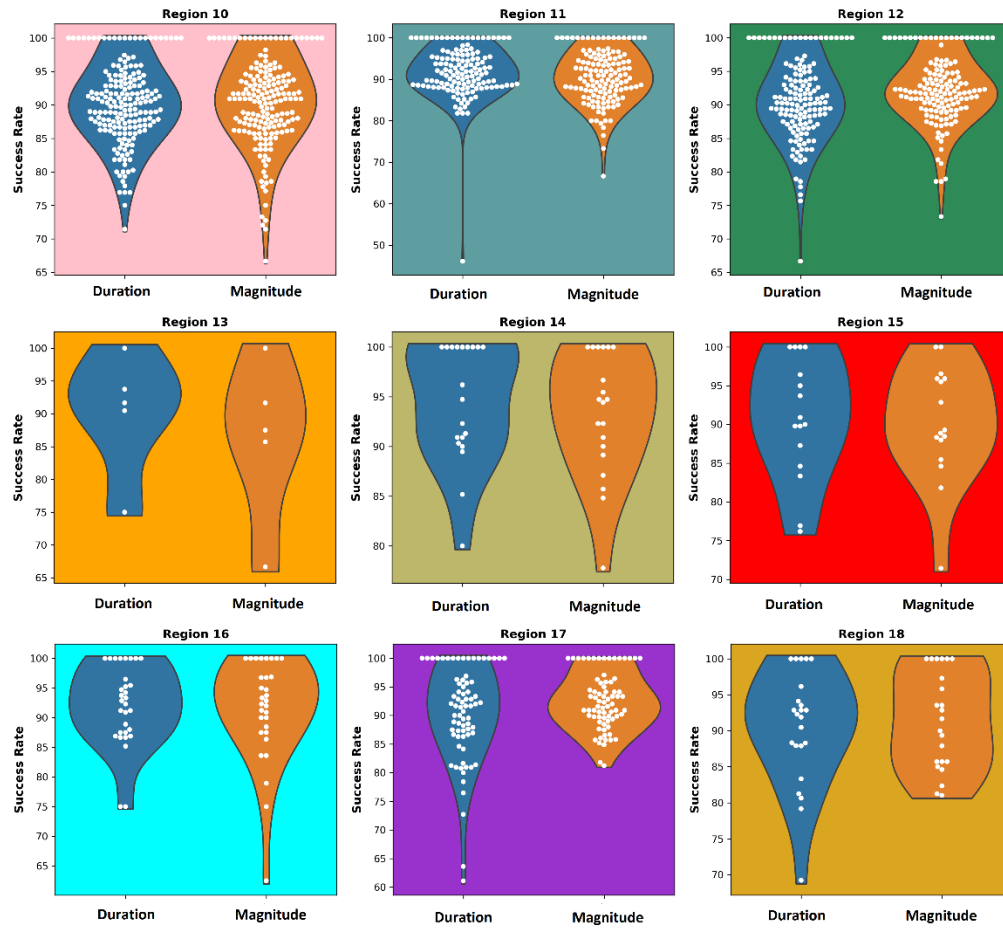 Region 10
Region 11
Region 12
Success Rate
100
95
90
85
80
75
70
65
Success Rate
100
90
80
70
60
50
Success Rate
100
95
90
85
80
75
70
65
Duration
Magnitude
Duration
Magnitude
Duration
Magnitude
Region 13
Region 14
Region 15
Success Rate
100
95
90
85
80
75
70
65
Success Rate
100
95
90
85
80
Success Rate
100
95
90
85
80
75
70
Duration
Magnitude
Duration
Magnitude
Duration
Magnitude
Region 16
Region 17
Region 18
Success Rate
100
95
90
85
80
75
70
65
Success Rate
100
95
90
85
80
75
70
65
60
Success Rate
100
95
90
85
80
75
70
Duration
Magnitude
Duration
Magnitude
Duration
Magnitude